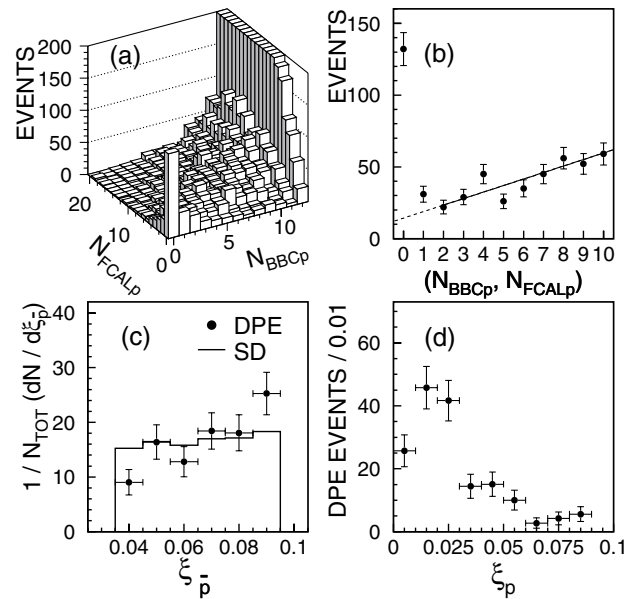 (a)
EVENTS
200
150
100
50
0
20
10
0
N_FCALp
0
5
10
N_BBCp
(b)
EVENTS
150
100
50
0
0 1 2 3 4 5 6 7 8 9 10
(N_BBCp, N_FCALp)
(c)
DPE
SD
1 / N_TOT (dN / dξ_p̄)
40
30
20
10
0
0.04 0.06 0.08 0.1
ξ_p̄
(d)
DPE EVENTS / 0.01
60
40
20
0
0 0.025 0.05 0.075 0.1
ξ_p